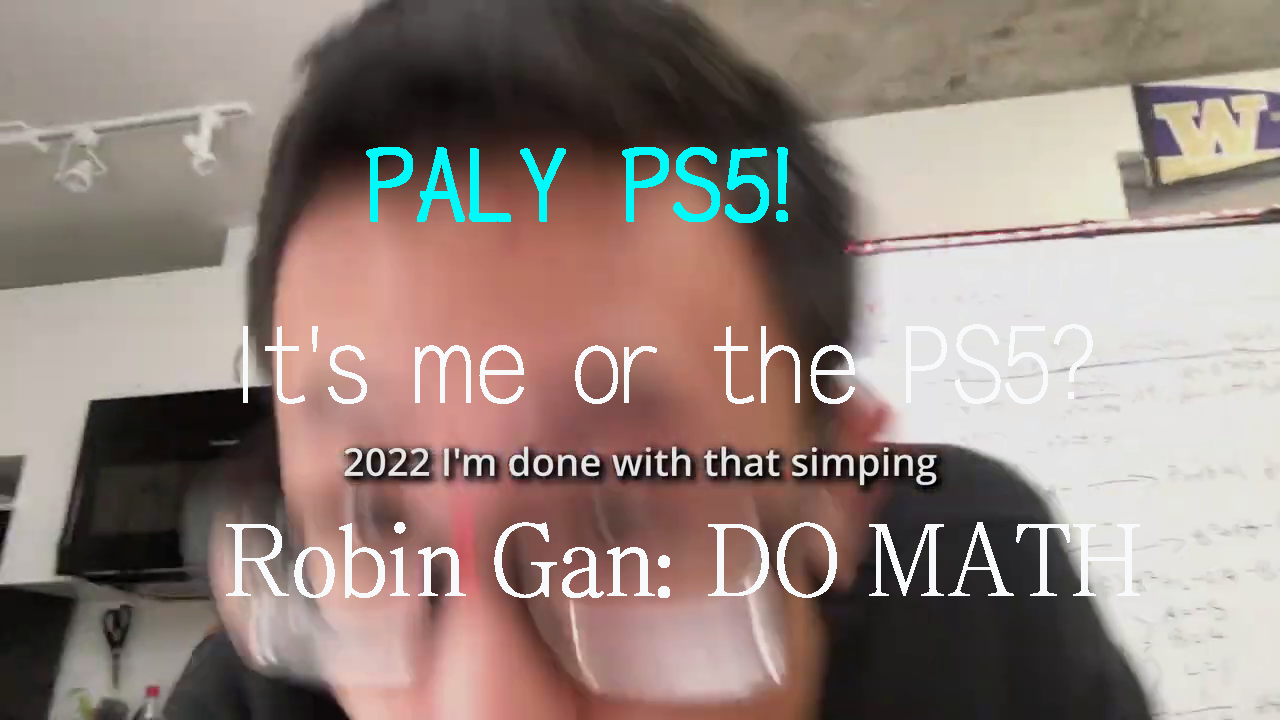 W
PALY PS5!
It's me or the PS5?
2022 I'm done with that simping
Robin Gan: DO MATH